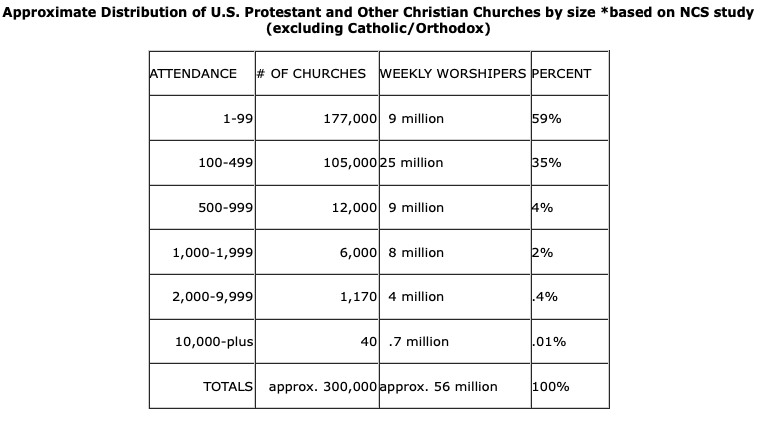 Approximate Distribution of U.S. Protestant and Other Christian Churches by size *based on NCS study
(excluding Catholic/Orthodox)
ATTENDANCE # OF CHURCHES WEEKLY WORSHIPERS PERCENT
1-99 177,000 9 million 59%
100-499 105,000 25 million 35%
500-999 12,000 9 million 4%
1,000-1,999 6,000 8 million 2%
2,000-9,999 1,170 4 million .4%
10,000-plus 40 .7 million .01%
TOTALS approx. 300,000 approx. 56 million 100%